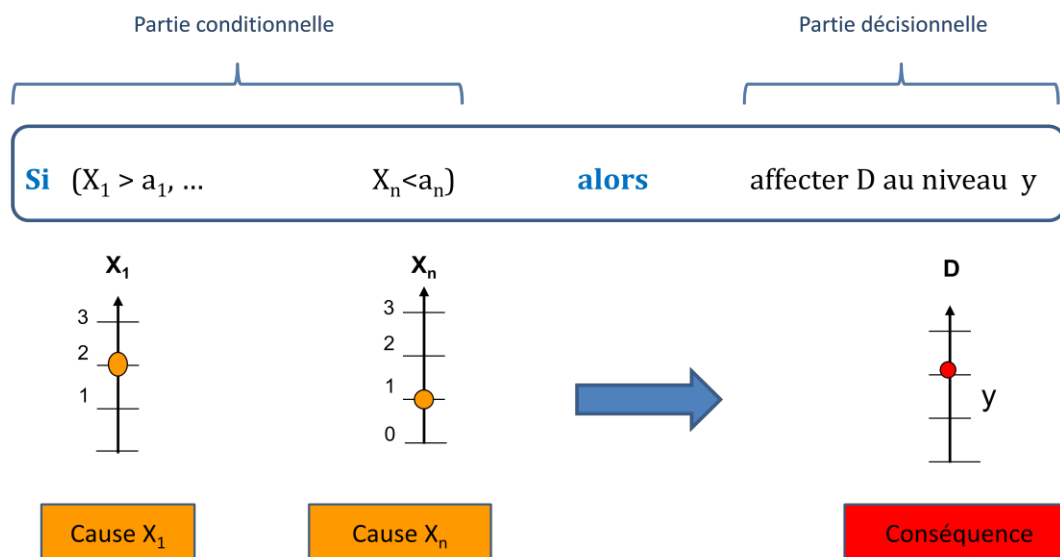 Partie conditionnelle
Partie décisionnelle
Si (X₁ > a₁, ... Xₙ<aₙ) alors affecter D au niveau y
X₁
Xₙ
D
3
2
1
3
2
1
0
y
Cause X₁
Cause Xₙ
Conséquence